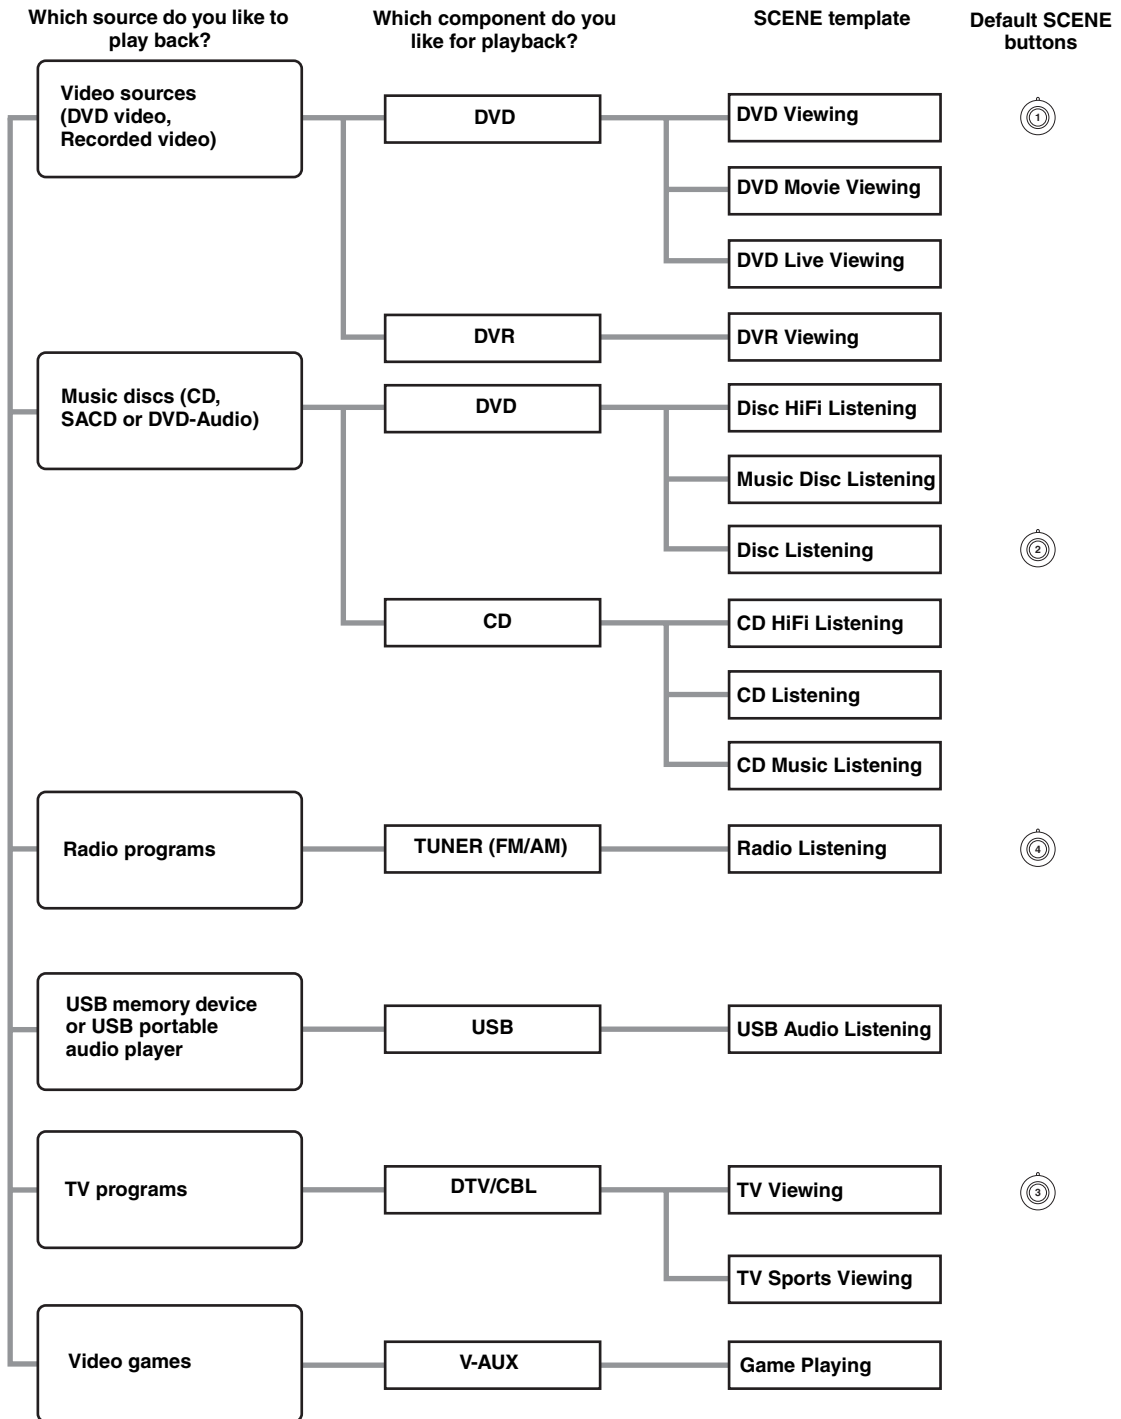 Which source do you like to
play back?
Which component do you
like for playback?
SCENE template
Default SCENE
buttons
Video sources
(DVD video,
Recorded video)
DVD
DVD Viewing
1
DVD Movie Viewing
DVD Live Viewing
DVR
DVR Viewing
Music discs (CD,
SACD or DVD-Audio)
DVD
Disc HiFi Listening
Music Disc Listening
Disc Listening
2
CD
CD HiFi Listening
CD Listening
CD Music Listening
Radio programs
TUNER (FM/AM)
Radio Listening
4
USB memory device
or USB portable
audio player
USB
USB Audio Listening
TV programs
DTV/CBL
TV Viewing
3
TV Sports Viewing
Video games
V-AUX
Game Playing